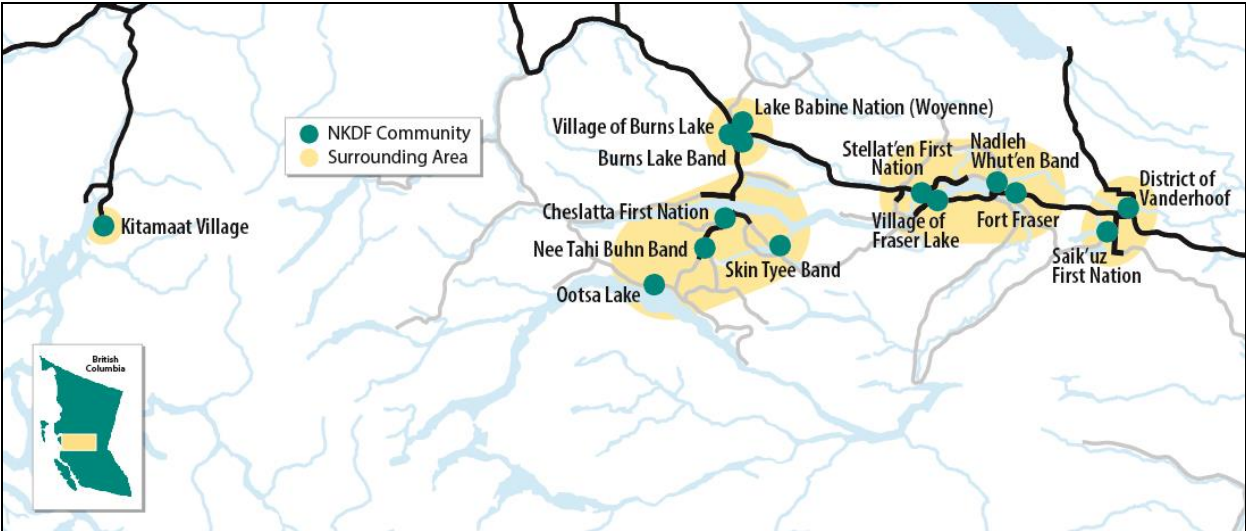 NKDF Community
Surrounding Area
Kitamaat Village
Lake Babine Nation (Woyenne)
Village of Burns Lake
Burns Lake Band
Cheslatta First Nation
Nee Tahi Buhn Band
Skin Tyee Band
Ootsa Lake
Stellat'en First
Nation
Nadleh
Whut'en Band
Village of
Fraser Lake
Fort Fraser
District of
Vanderhoof
Saik'uz
First Nation
British
Columbia